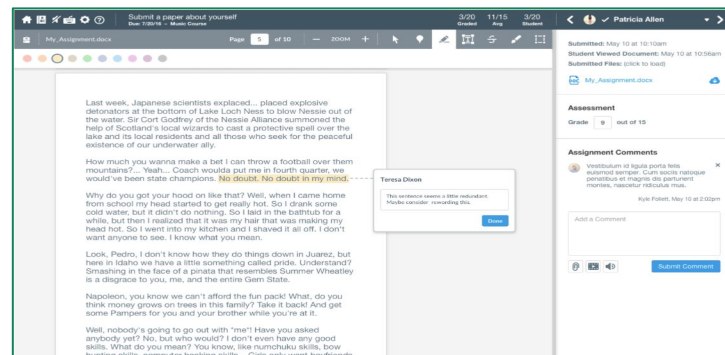 Submit a paper about yourself
Due: 7/20/16 – Music Course
3/20
Graded
11/15
Avg
3/20
Student
Patricia Allen
My_Assignment.docx
Page 5 of 10
ZOOM
Submitted: May 10 at 10:10am
Student Viewed Document: May 10 at 10:56am
Submitted Files: (click to load)
My_Assignment.docx
Assessment
Grade 9 out of 15
Assignment Comments
Vestibulum id ligula porta felis
euismod semper. Cum sociis natoque
penatibus et magnis dis parturient
montes, nascetur ridiculus mus.
Kyle Follett, May 10 at 2:02pm
Add a Comment
Submit Comment
Last week, Japanese scientists explaced... placed explosive
detonators at the bottom of Lake Loch Ness to blow Nessie out of
the water. Sir Cort Godfrey of the Nessie Alliance summoned the
help of Scotland's local wizards to cast a protective spell over the
lake and its local residents and all those who seek for the peaceful
existence of our underwater ally.
How much you wanna make a bet I can throw a football over them
mountains?... Yeah... Coach woulda put me in fourth quarter, we
would've been state champions. No doubt. No doubt in my mind.
Teresa Dixon
This sentence seems a little redundant.
Maybe consider rewording this.
Done
Why do you got your hood on like that? Well, when I came home
from school my head started to get really hot. So I drank some
cold water, but it didn't do nothing. So I laid in the bathtub for a
while, but then I realized that it was my hair that was making my
head hot. So I went into my kitchen and I shaved it all off. I don't
want anyone to see. I know what you mean.
Look, Pedro, I don't know how they do things down in Juarez, but
here in Idaho we have a little something called pride. Understand?
Smashing in the face of a pinata that resembles Summer Wheatley
is a disgrace to you, me, and the entire Gem State.
Napoleon, you know we can't afford the fun pack! What, do you
think money grows on trees in this family? Take it back! And get
some Pampers for you and your brother while you're at it.
Well, nobody's going to go out with "me"! Have you asked
anybody yet? No, but who would? I don't even have any good
skills. What do you mean? You know, like numchuku skills, bow
hunting skills, computer hacking skills... Girls only want boyfriends